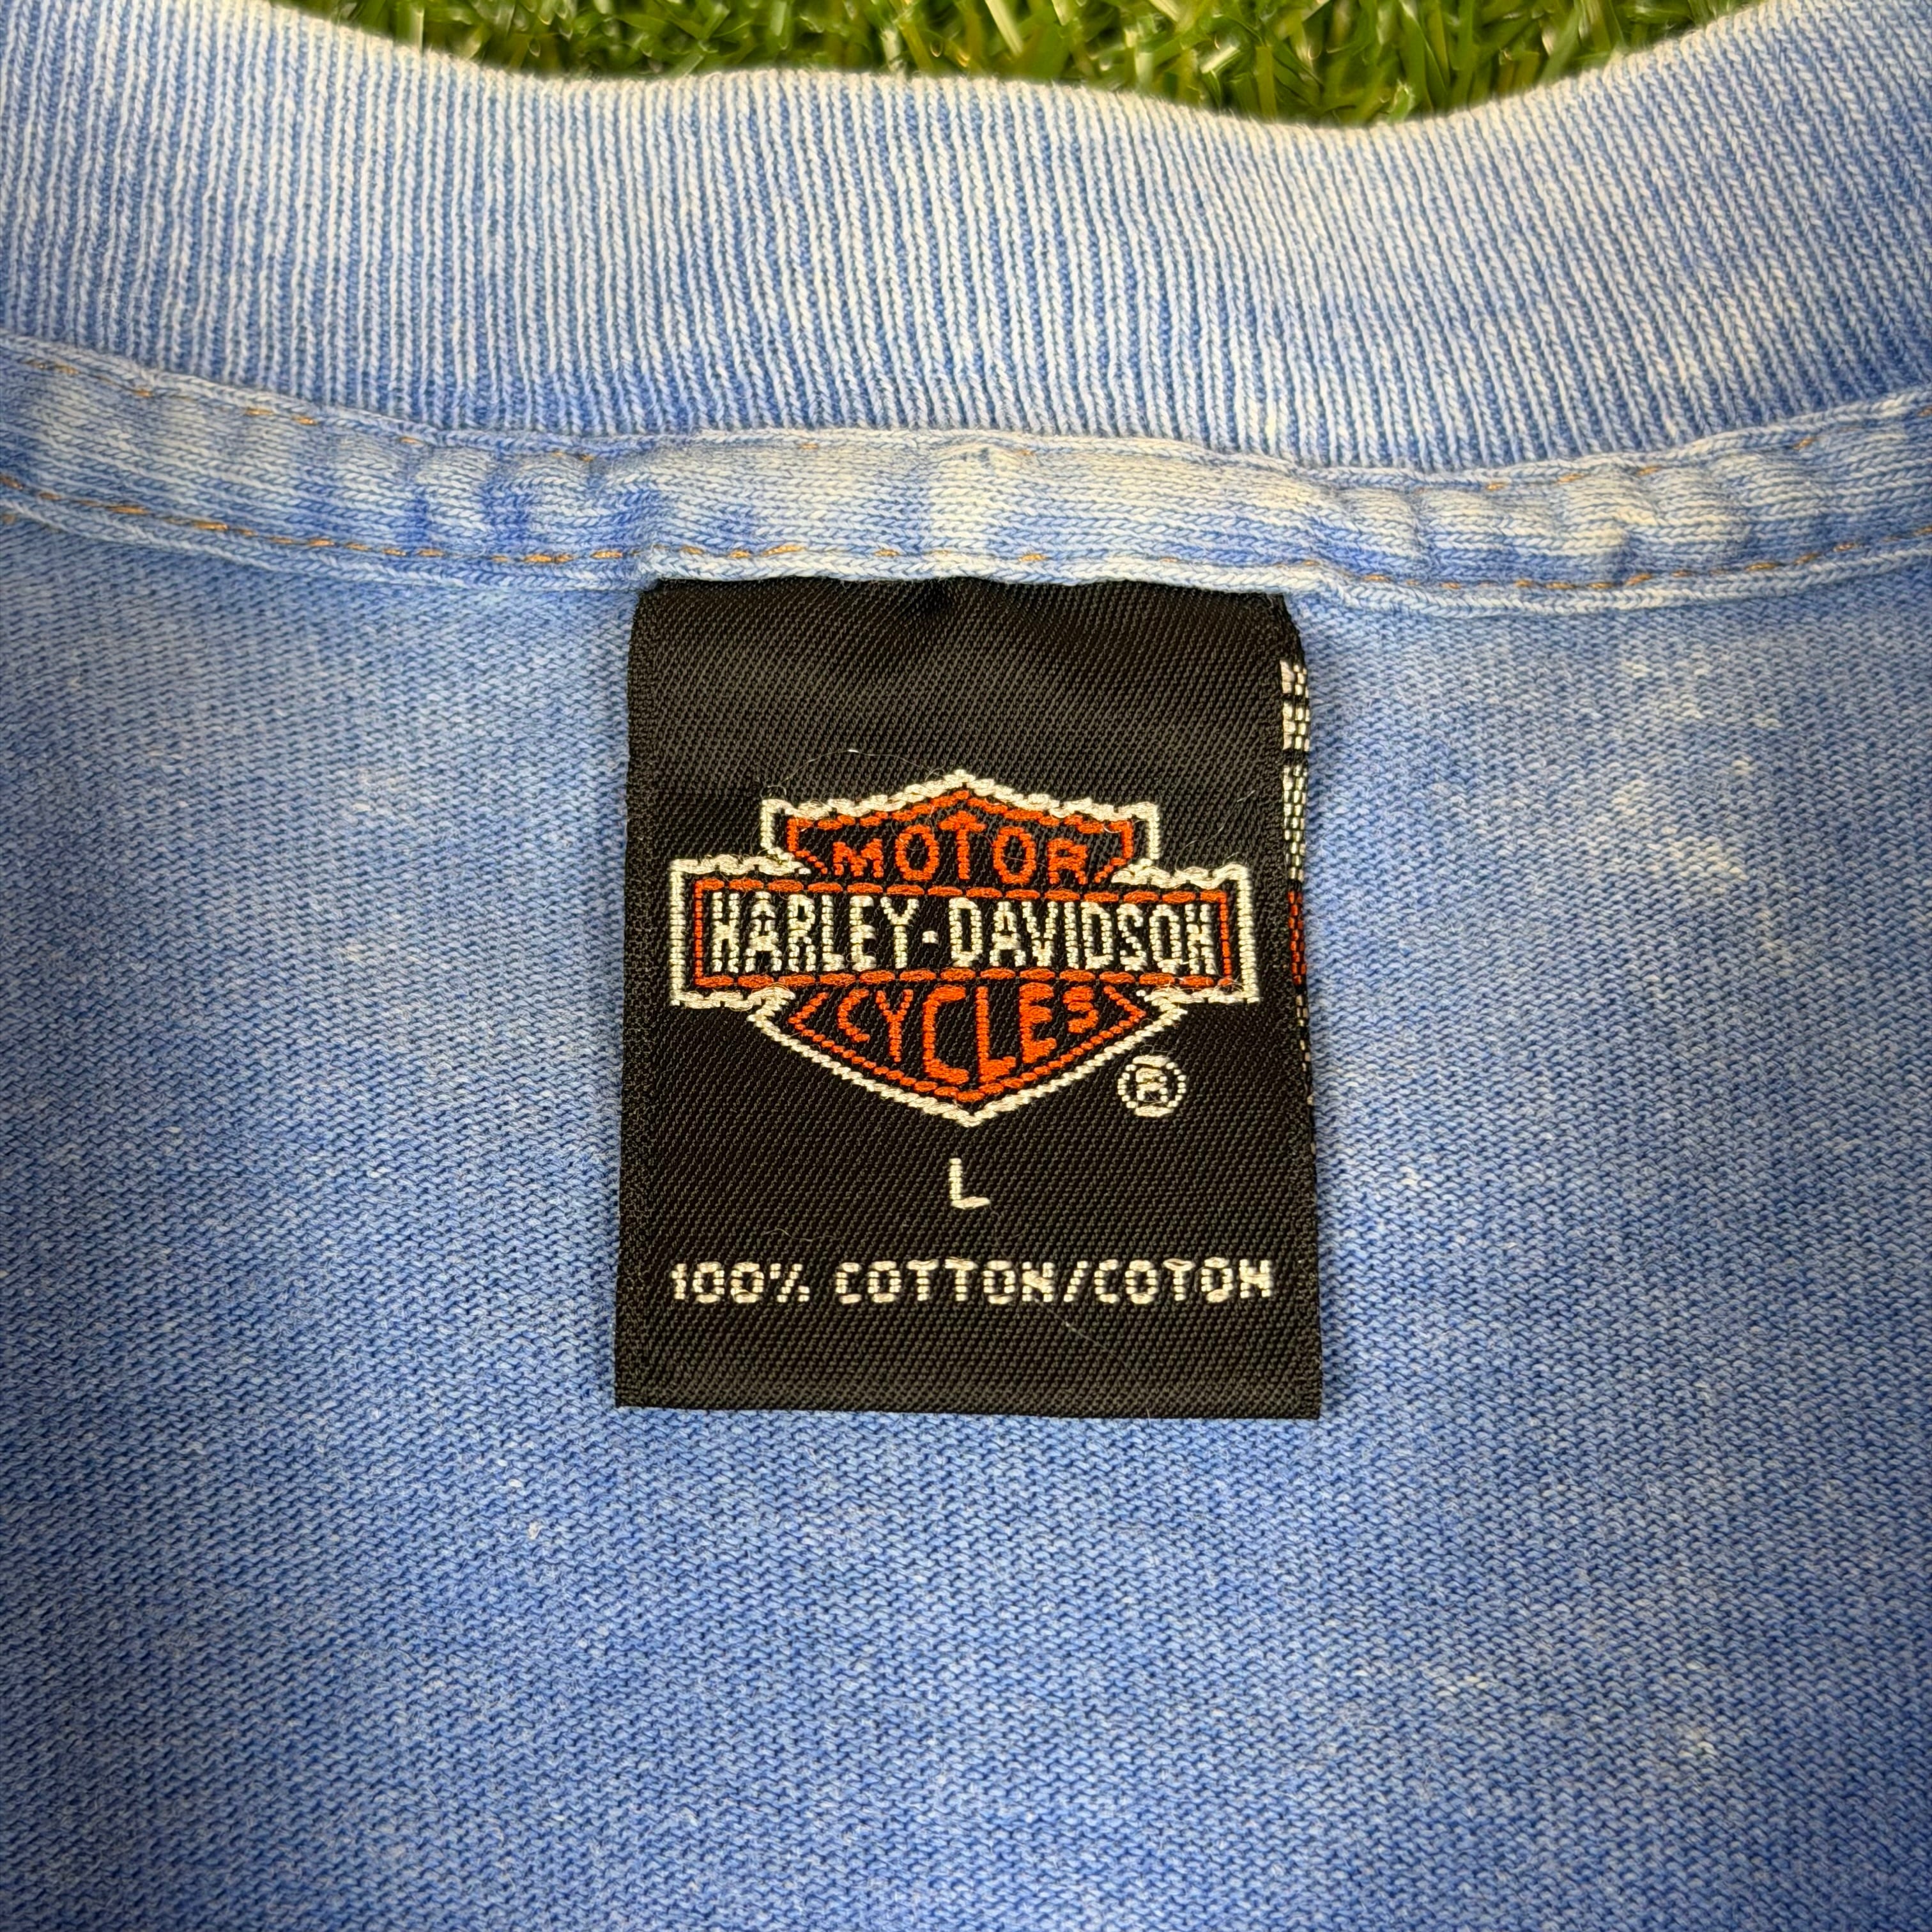 MOTOR
HARLEY-DAVIDSON
CYCLES
®
L
100% COTTON/COTON